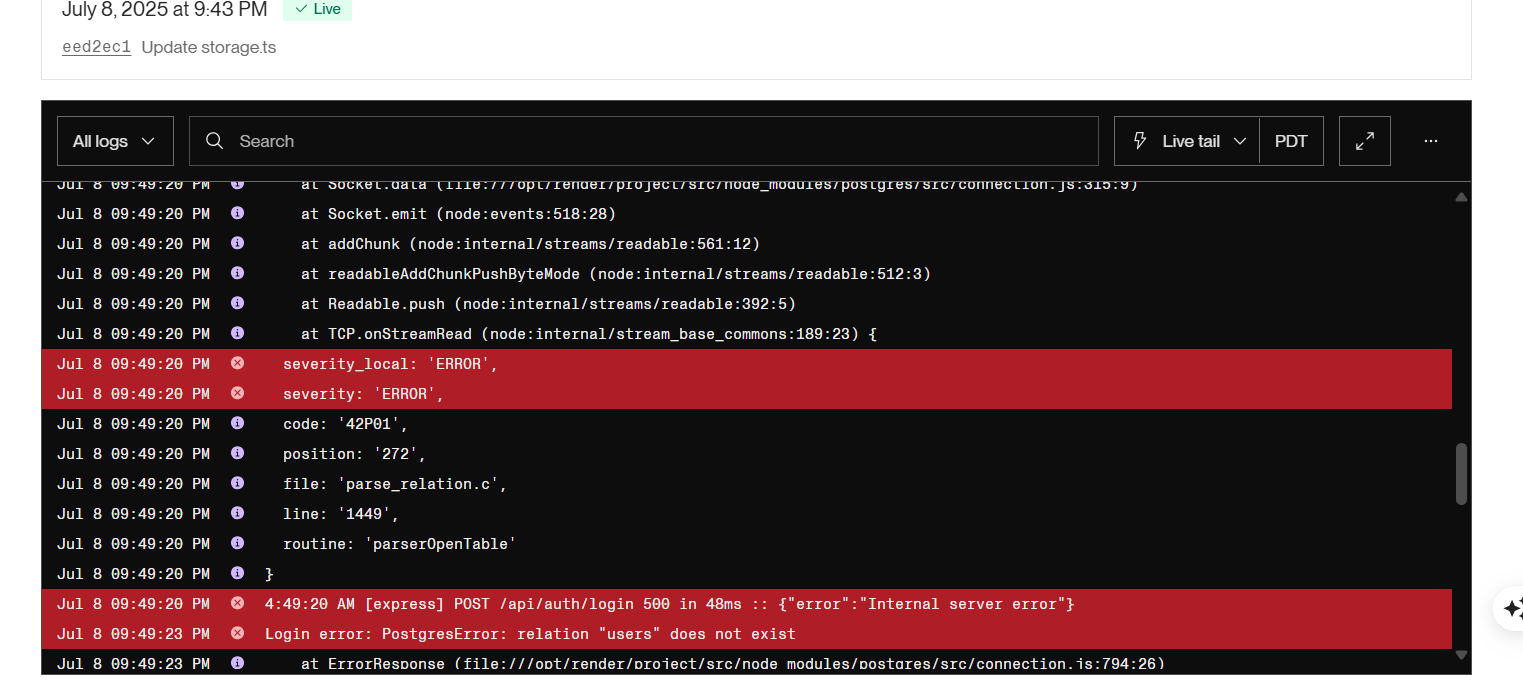 July 8, 2025 at 9:43 PM Live
eed2ec1 Update storage.ts
All logs Search Live tail PDT ...
Jul 8 09:49:20 PM at Socket.data (file:///opt/render/project/src/node_modules/postgres/src/connection.js:315:9)
Jul 8 09:49:20 PM at Socket.emit (node:events:518:28)
Jul 8 09:49:20 PM at addChunk (node:internal/streams/readable:561:12)
Jul 8 09:49:20 PM at readableAddChunkPushByteMode (node:internal/streams/readable:512:3)
Jul 8 09:49:20 PM at Readable.push (node:internal/streams/readable:392:5)
Jul 8 09:49:20 PM at TCP.onStreamRead (node:internal/stream_base_commons:189:23) {
Jul 8 09:49:20 PM severity_local: 'ERROR',
Jul 8 09:49:20 PM severity: 'ERROR',
Jul 8 09:49:20 PM code: '42P01',
Jul 8 09:49:20 PM position: '272',
Jul 8 09:49:20 PM file: 'parse_relation.c',
Jul 8 09:49:20 PM line: '1449',
Jul 8 09:49:20 PM routine: 'parserOpenTable'
Jul 8 09:49:20 PM }
Jul 8 09:49:20 PM 4:49:20 AM [express] POST /api/auth/login 500 in 48ms :: {"error":"Internal server error"}
Jul 8 09:49:23 PM Login error: PostgresError: relation "users" does not exist
Jul 8 09:49:23 PM at ErrorResponse (file:///opt/render/project/src/node_modules/postgres/src/connection.js:794:26)